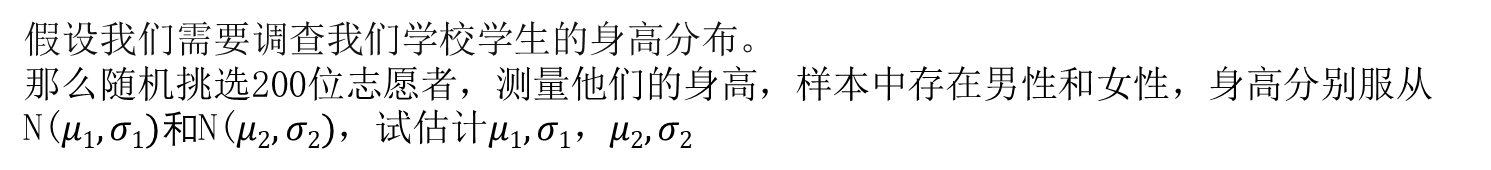 假设我们需要调查我们学校学生的身高分布。
那么随机挑选200位志愿者，测量他们的身高，样本中存在男性和女性，身高分别服从
N(μ₁,σ₁)和N(μ₂,σ₂)，试估计μ₁,σ₁，μ₂,σ₂